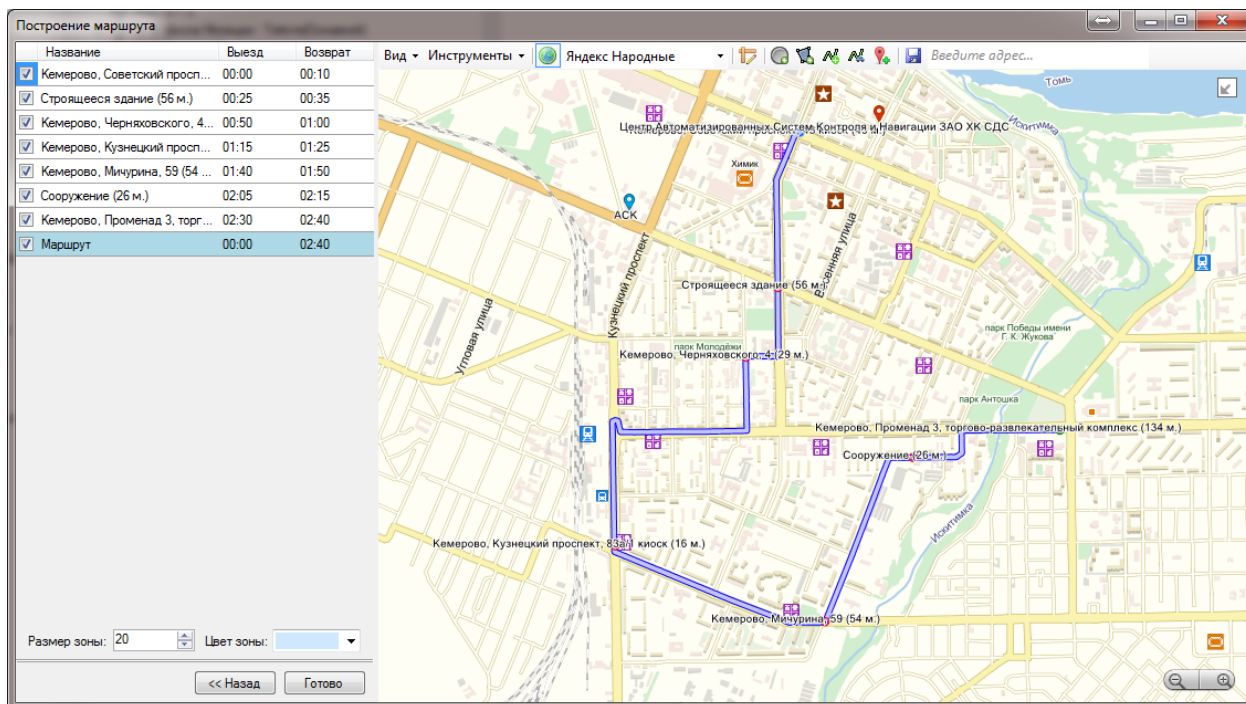 Построение маршрута
Название Выезд Возврат
Кемерово, Советский просп... 00:00 00:10
Строящееся здание (56 м.) 00:25 00:35
Кемерово, Черняховского, 4... 00:50 01:00
Кемерово, Кузнецкий просп... 01:15 01:25
Кемерово, Мичурина, 59 (54 ... 01:40 01:50
Сооружение (26 м.) 02:05 02:15
Кемерово, Променад 3, торг... 02:30 02:40
Маршрут 00:00 02:40
Размер зоны: 20 Цвет зоны:
<< Назад Готово
Вид Инструменты Яндекс Народные Введите адрес...
Томь
Искитимка
Центр Автоматизированных Систем Контроля и Навигации ЗАО ХК СДС
Химик
АСК
Кузнецкий проспект
Весенняя улица
Строящееся здание (56 м.)
Угловая улица
парк Победы имени
Г. К. Жукова
парк Молодёжи
Кемерово, Черняховского, 4 (29 м.)
парк Антошка
Кемерово, Променад 3, торгово-развлекательный комплекс (134 м.)
Сооружение (26 м.)
Искитимка
Кемерово, Кузнецкий проспект, 83а/1 киоск (16 м.)
Кемерово, Мичурина, 59 (54 м.)